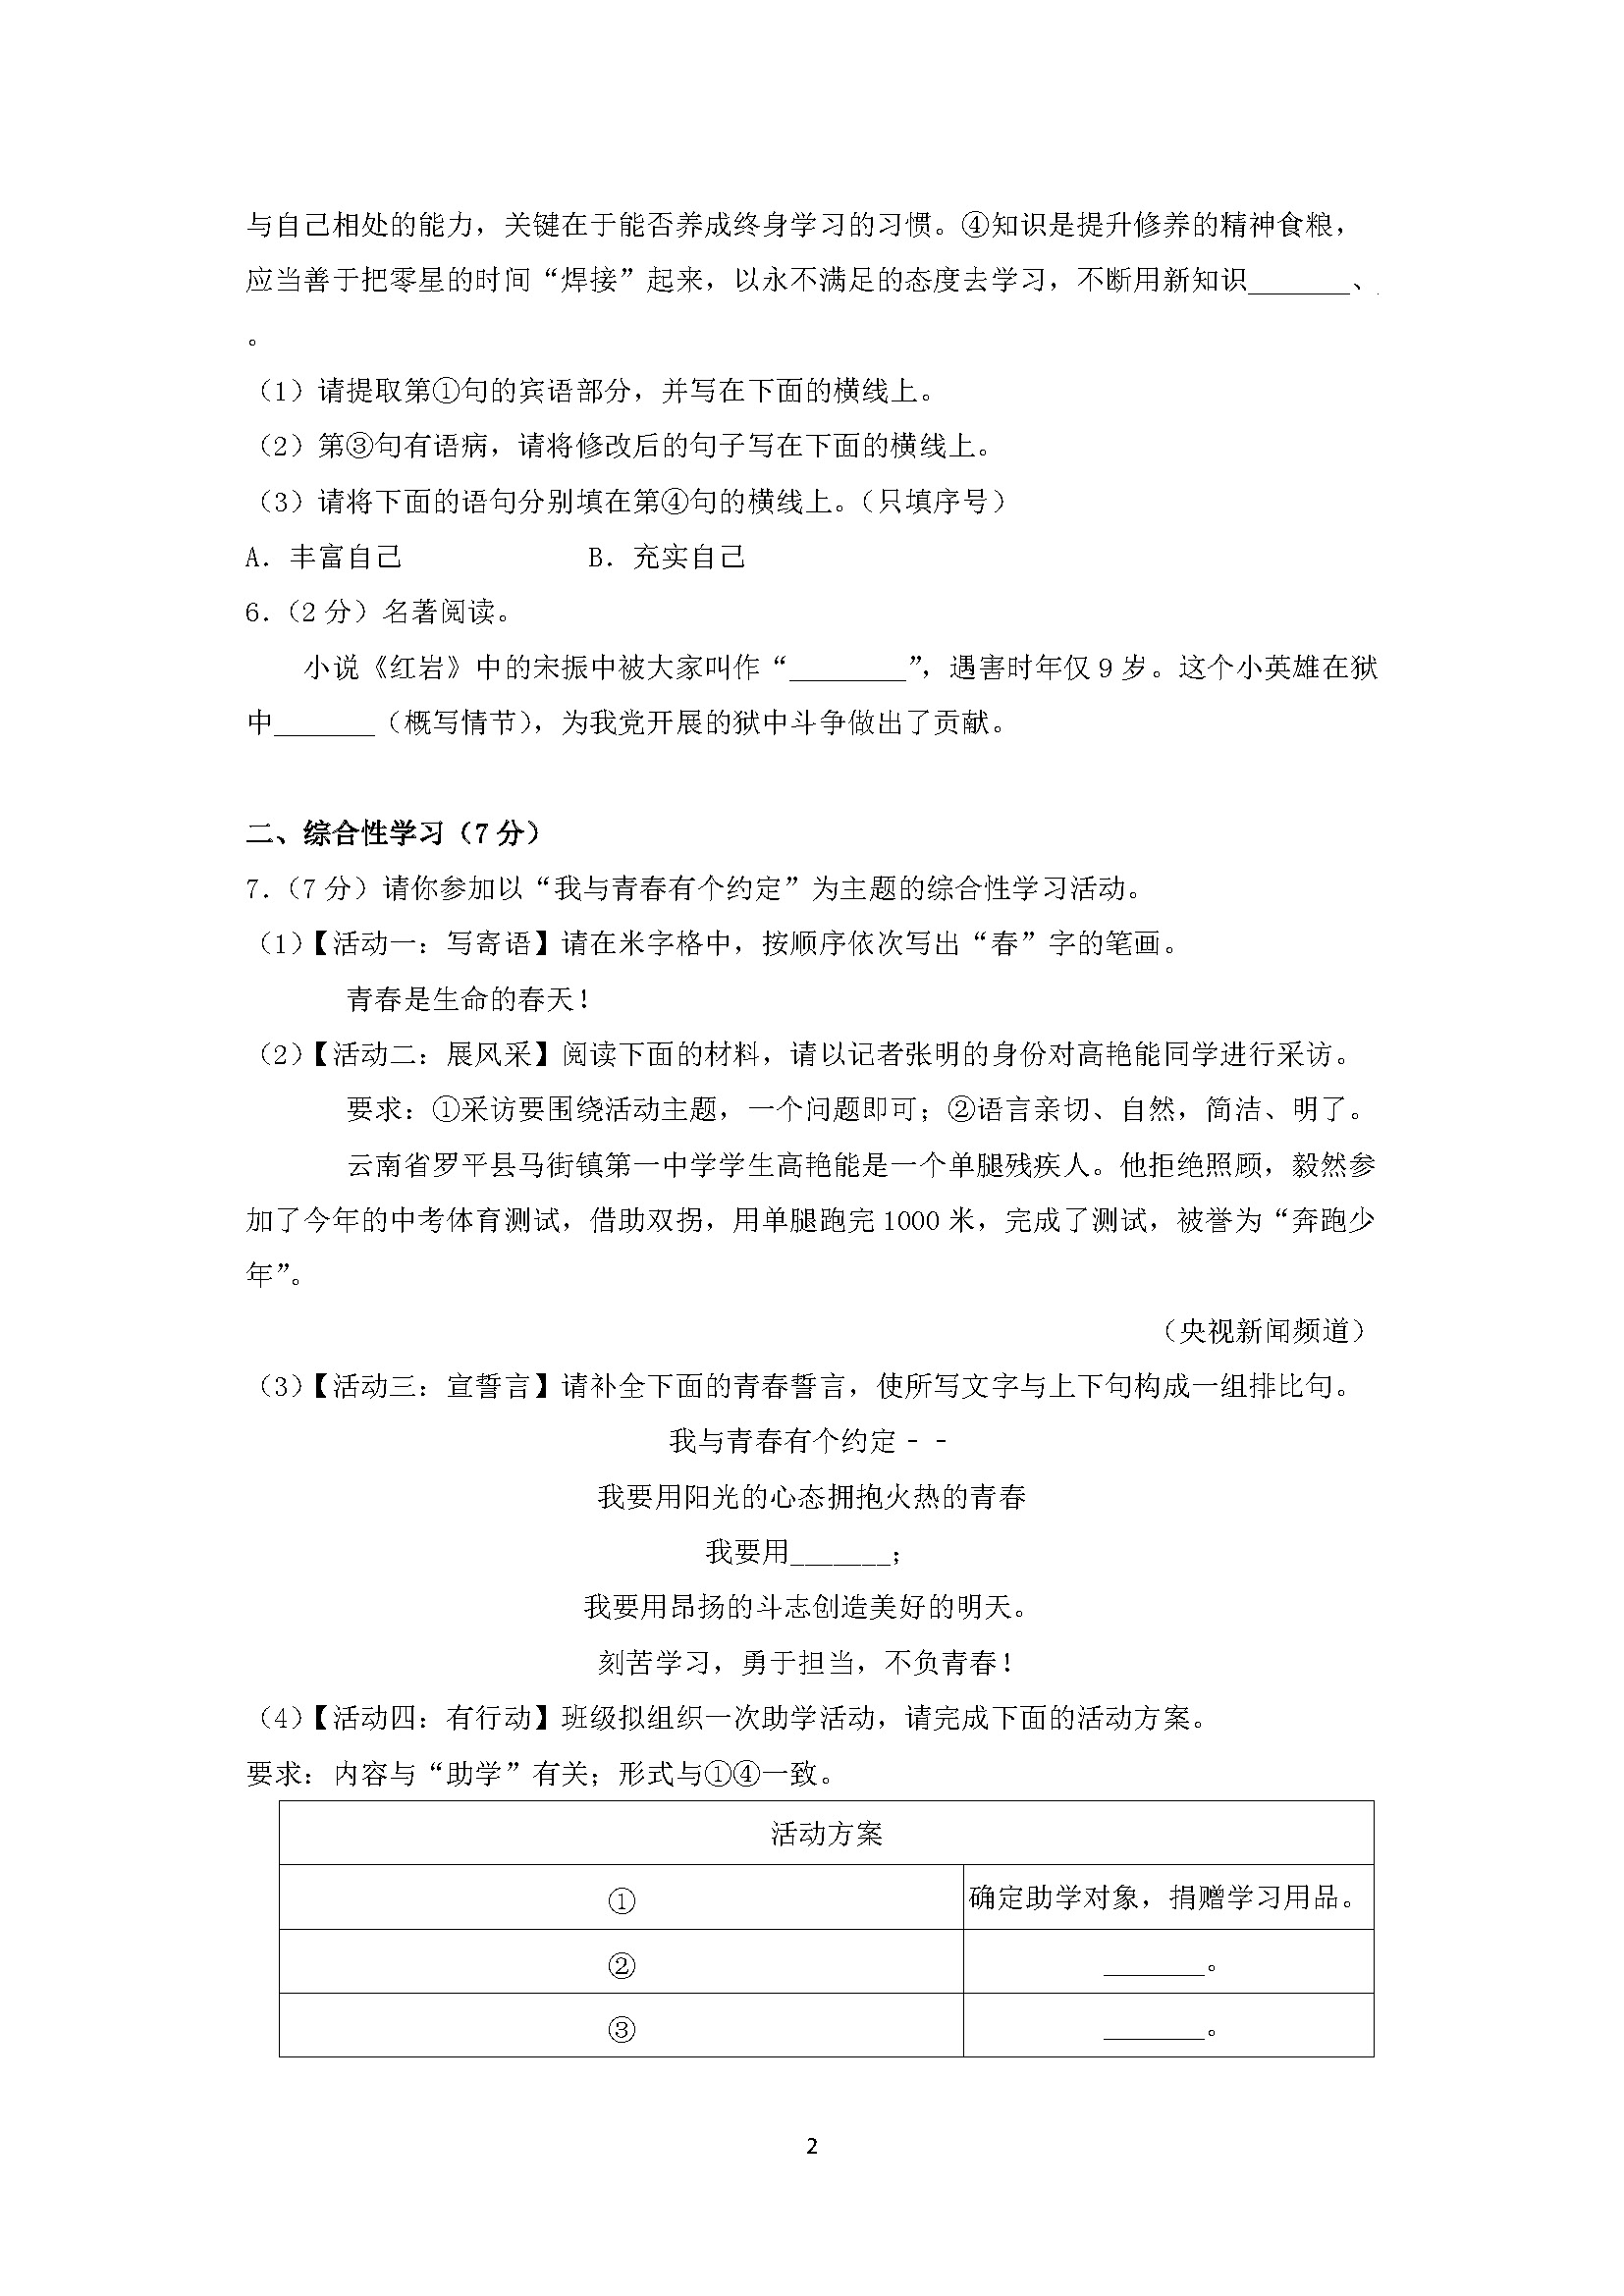 与自己相处的能力，关键在于能否养成终身学习的习惯。④知识是提升修养的精神食粮，
应当善于把零星的时间“焊接”起来，以永不满足的态度去学习，不断用新知识_______、
。
（1）请提取第①句的宾语部分，并写在下面的横线上。
（2）第③句有语病，请将修改后的句子写在下面的横线上。
（3）请将下面的语句分别填在第④句的横线上。（只填序号）
A．丰富自己 B．充实自己
6．（2 分）名著阅读。
小说《红岩》中的宋振中被大家叫作“________”，遇害时年仅 9 岁。这个小英雄在狱
中_______（概写情节），为我党开展的狱中斗争做出了贡献。
二、综合性学习（7 分）
7．（7 分）请你参加以“我与青春有个约定”为主题的综合性学习活动。
（1）【活动一：写寄语】请在米字格中，按顺序依次写出“春”字的笔画。
青春是生命的春天！
（2）【活动二：展风采】阅读下面的材料，请以记者张明的身份对高艳能同学进行采访。
要求：①采访要围绕活动主题，一个问题即可；②语言亲切、自然，简洁、明了。
云南省罗平县马街镇第一中学学生高艳能是一个单腿残疾人。他拒绝照顾，毅然参
加了今年的中考体育测试，借助双拐，用单腿跑完 1000 米，完成了测试，被誉为“奔跑少
年”。
（央视新闻频道）
（3）【活动三：宣誓言】请补全下面的青春誓言，使所写文字与上下句构成一组排比句。
我与青春有个约定﹣﹣
我要用阳光的心态拥抱火热的青春
我要用_______；
我要用昂扬的斗志创造美好的明天。
刻苦学习，勇于担当，不负青春！
（4）【活动四：有行动】班级拟组织一次助学活动，请完成下面的活动方案。
要求：内容与“助学”有关；形式与①④一致。
活动方案
① 确定助学对象，捐赠学习用品。
② _______。
③ _______。
2